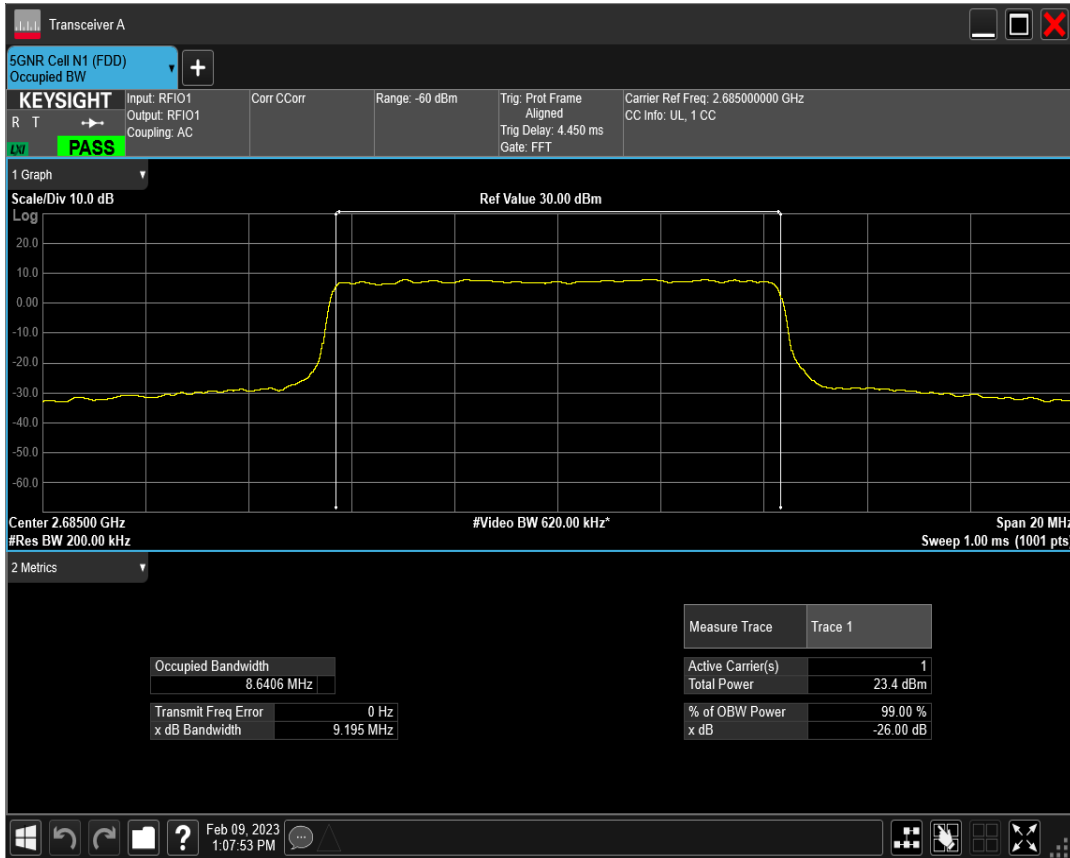 Transceiver A
5GNR Cell N1 (FDD)
Occupied BW
+
KEYSIGHT
R T
LXI
PASS
Input: RFIO1
Output: RFIO1
Coupling: AC
Corr CCorr
Range: -60 dBm
Trig: Prot Frame
Aligned
Trig Delay: 4.450 ms
Gate: FFT
Carrier Ref Freq: 2.685000000 GHz
CC Info: UL, 1 CC
1 Graph
Scale/Div 10.0 dB
Ref Value 30.00 dBm
Log
20.0
10.0
0.00
-10.0
-20.0
-30.0
-40.0
-50.0
-60.0
Center 2.68500 GHz
#Video BW 620.00 kHz*
Span 20 MHz
#Res BW 200.00 kHz
Sweep 1.00 ms (1001 pts)
2 Metrics
Measure Trace Trace 1
Occupied Bandwidth
8.6406 MHz
Active Carrier(s) 1
Total Power 23.4 dBm
Transmit Freq Error 0 Hz
x dB Bandwidth 9.195 MHz
% of OBW Power 99.00 %
x dB -26.00 dB
?
Feb 09, 2023
1:07:53 PM